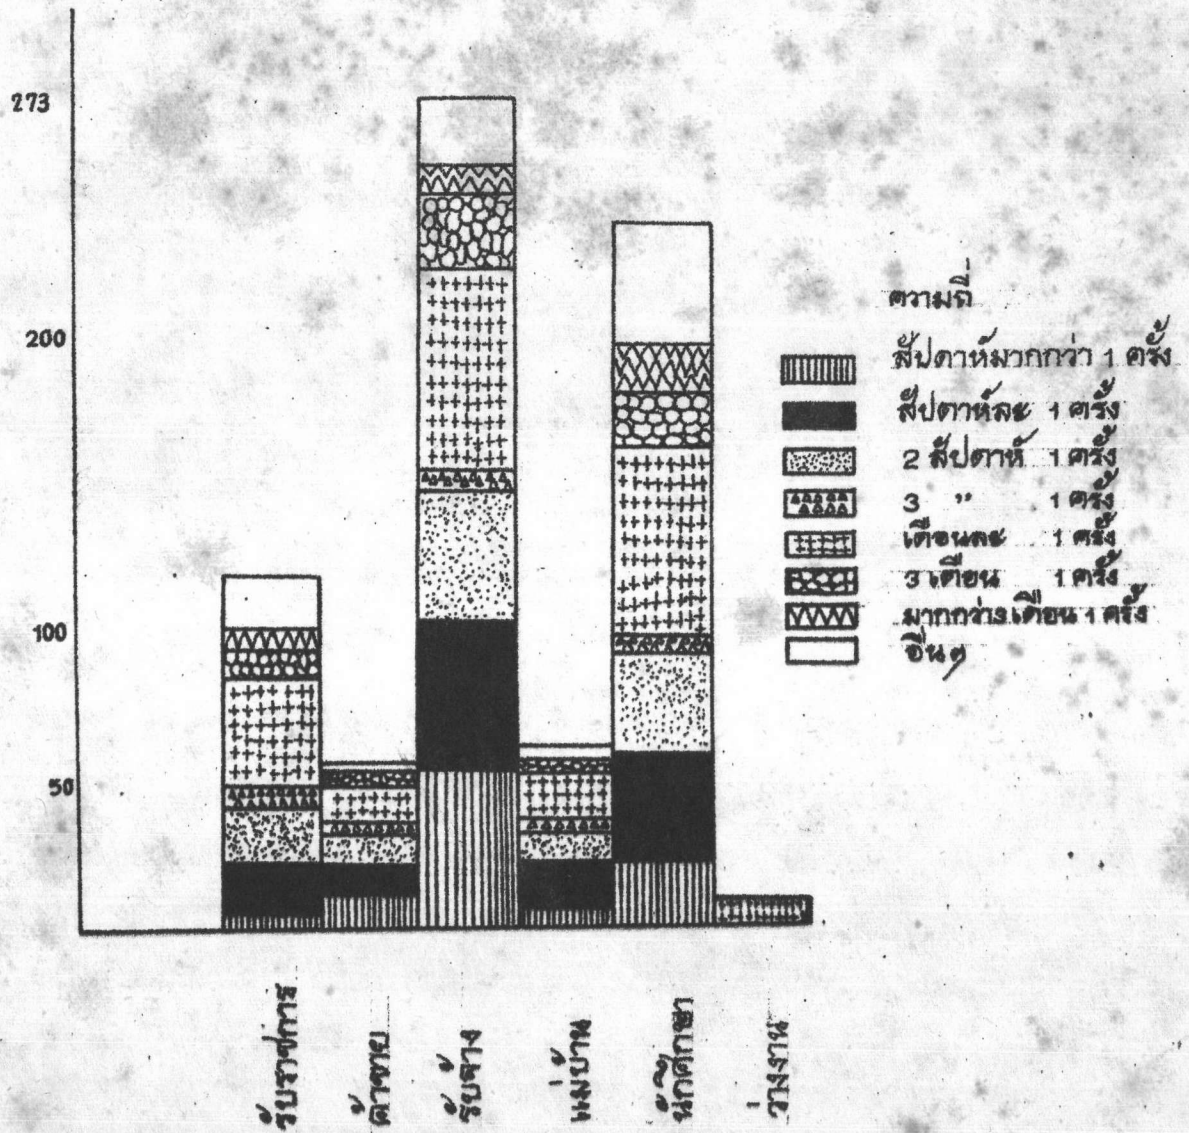 273
200
100
50
ความถี่
สัปดาห์มากกว่า 1 ครั้ง
สัปดาห์ละ 1 ครั้ง
2 สัปดาห์ 1 ครั้ง
3 " 1 ครั้ง
เดือนละ 1 ครั้ง
3 เดือน 1 ครั้ง
มากกว่า3เดือน 1 ครั้ง
อื่นๆ
รับราชการ
ค้าขาย
รับจ้าง
แม่บ้าน
นักศึกษา
ว่างงาน